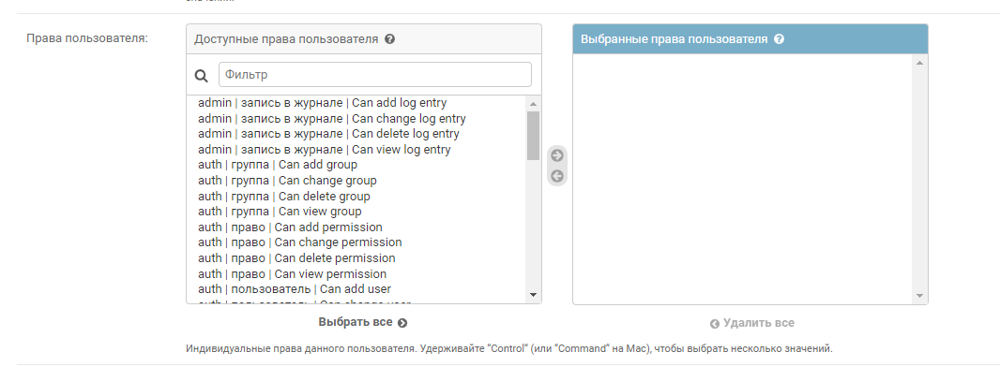 Права пользователя:
Доступные права пользователя ?
Выбранные права пользователя ?
Фильтр
admin | запись в журнале | Can add log entry
admin | запись в журнале | Can change log entry
admin | запись в журнале | Can delete log entry
admin | запись в журнале | Can view log entry
auth | группа | Can add group
auth | группа | Can change group
auth | группа | Can delete group
auth | группа | Can view group
auth | право | Can add permission
auth | право | Can change permission
auth | право | Can delete permission
auth | право | Can view permission
auth | пользователь | Can add user
auth | пользователь | Can change user
Выбрать все
Удалить все
Индивидуальные права данного пользователя. Удерживайте “Control” (или “Command” на Mac), чтобы выбрать несколько значений.